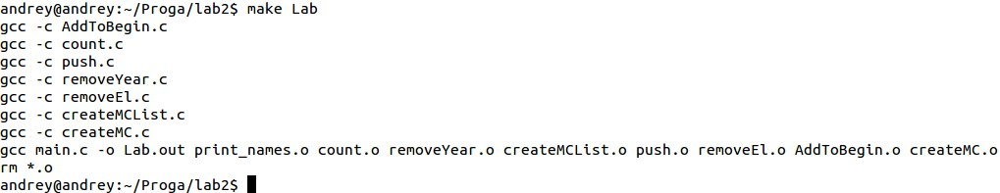 andrey@andrey:~/Proga/lab2$ make Lab
gcc -c AddToBegin.c
gcc -c count.c
gcc -c push.c
gcc -c removeYear.c
gcc -c removeEl.c
gcc -c createMCList.c
gcc -c createMC.c
gcc main.c -o Lab.out print_names.o count.o removeYear.o createMCList.o push.o removeEl.o AddToBegin.o createMC.o
rm *.o
andrey@andrey:~/Proga/lab2$